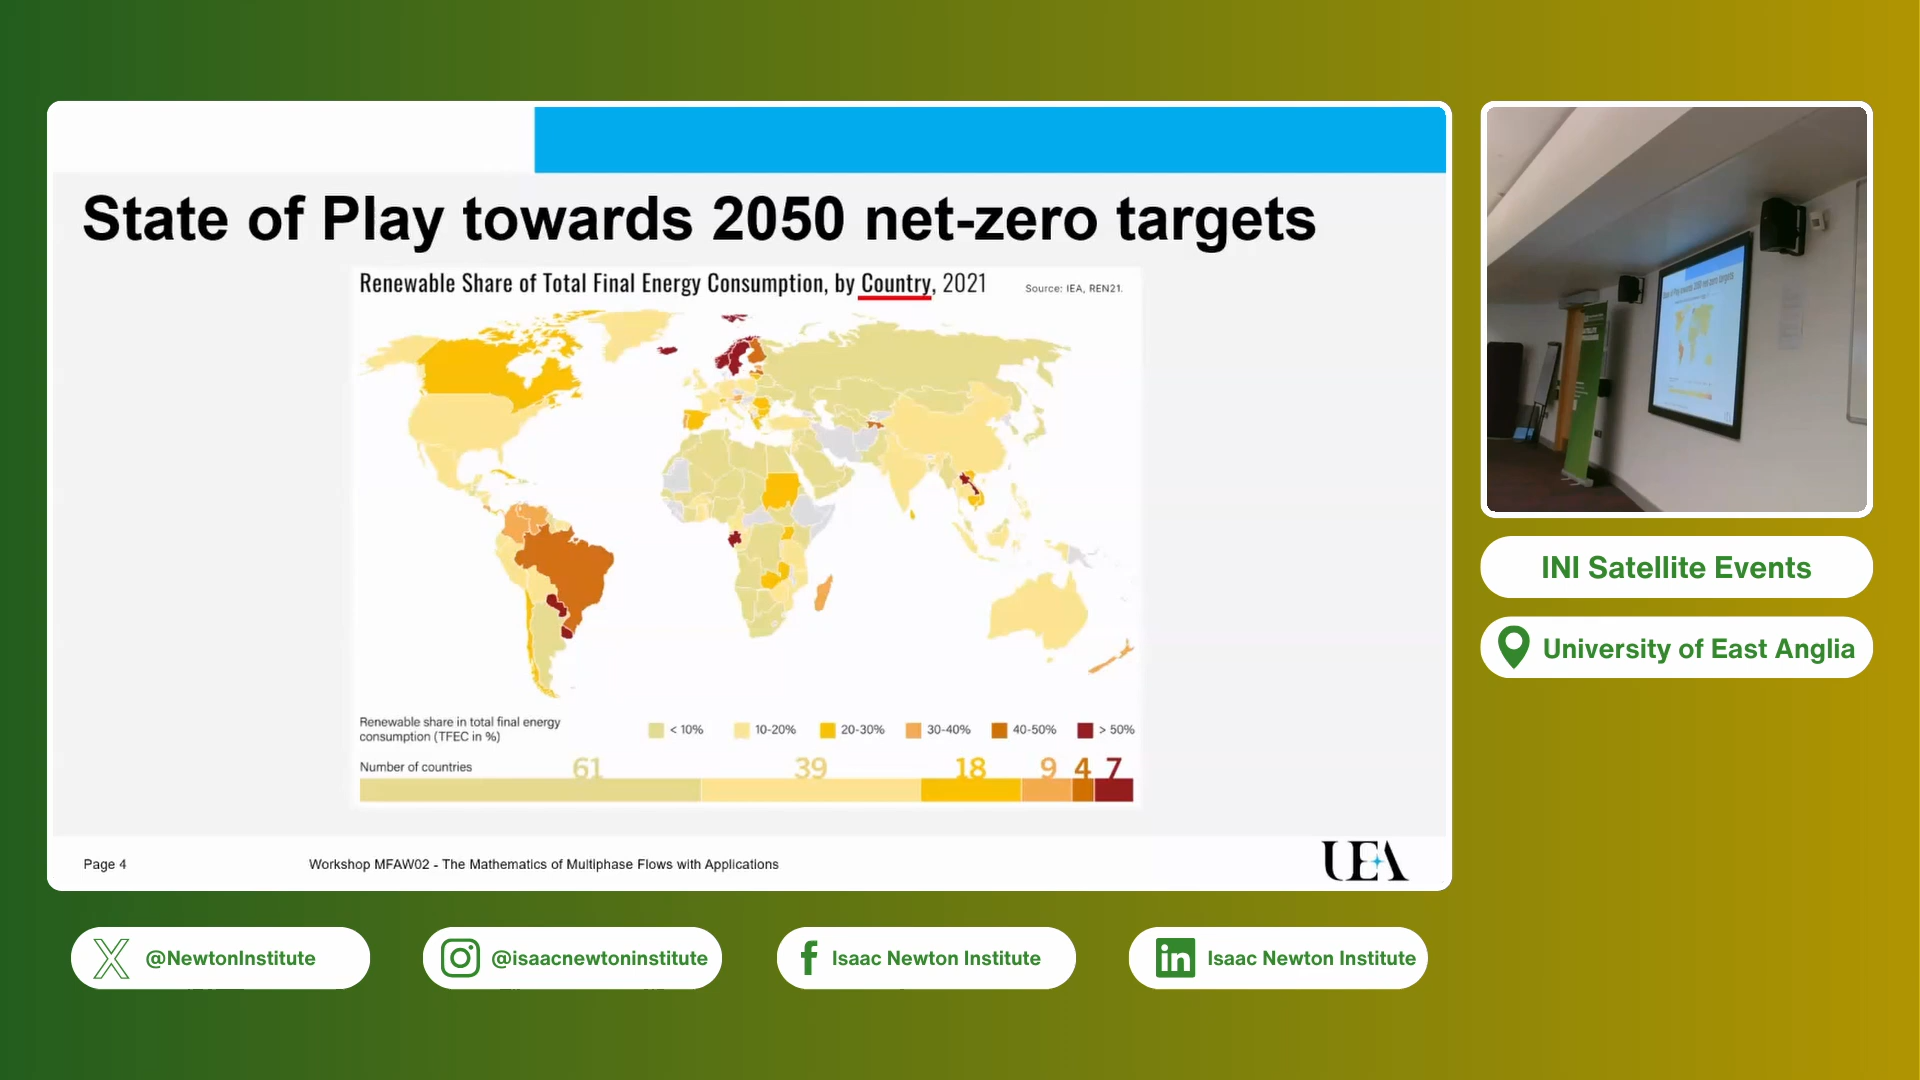 State of Play towards 2050 net-zero targets
Renewable Share of Total Final Energy Consumption, by Country, 2021
Source: IEA, REN21.
Renewable share in total final energy
consumption (TFEC in %)
< 10%
10-20%
20-30%
30-40%
40-50%
> 50%
Number of countries
61
39
18
9
4
7
Page 4
Workshop MFAW02 - The Mathematics of Multiphase Flows with Applications
UEA
INI Satellite Events
University of East Anglia
@NewtonInstitute
@isaacnewtoninstitute
Isaac Newton Institute
Isaac Newton Institute